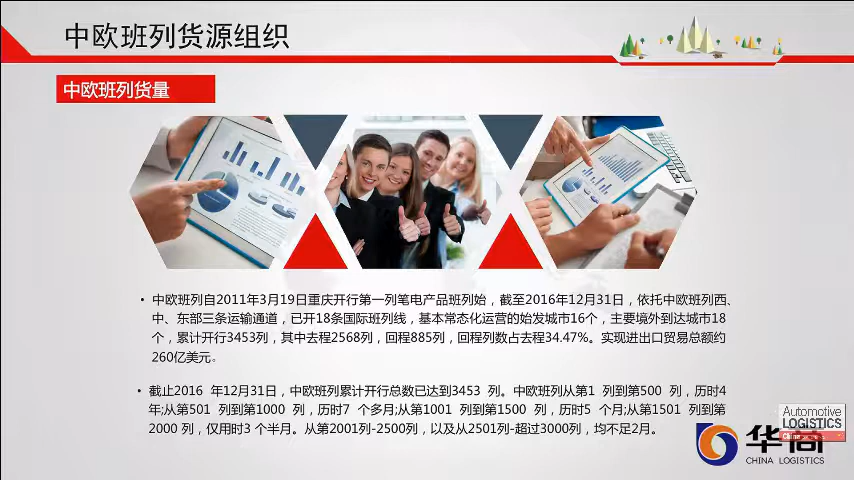 中欧班列货源组织
中欧班列货量
• 中欧班列自2011年3月19日重庆开行第一列笔电产品班列始，截至2016年12月31日，依托中欧班列西、
中、东部三条运输通道，已开18条国际班列线，基本常态化运营的始发城市16个，主要境外到达城市18
个，累计开行3453列，其中去程2568列，回程885列，回程列数占去程34.47%。实现进出口贸易总额约
260亿美元。
• 截止2016 年12月31日，中欧班列累计开行总数已达到3453 列。中欧班列从第1 列到第500 列，历时4
年;从第501 列到第1000 列，历时7 个多月;从第1001 列到第1500 列，历时5 个月;从第1501 列到第
2000 列，仅用时3 个半月。从第2001列-2500列，以及从2501列-超过3000列，均不足2月。
Automotive
LOGISTICS
China
华尚
CHINA LOGISTICS